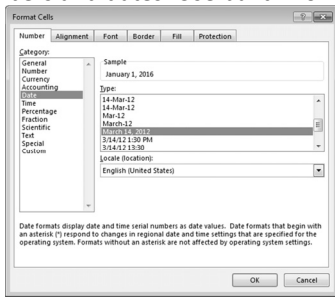 Format Cells
Number Alignment Font Border Fill Protection
Category:
General
Number
Currency
Accounting
Date
Time
Percentage
Fraction
Scientific
Text
Special
Custom
Sample
January 1, 2016
Type:
14-Mar-12
14-Mar-12
Mar-12
March-12
March 14, 2012
3/14/12 1:30 PM
3/14/12 13:30
Locale (location):
English (United States)
Date formats display date and time serial numbers as date values. Date formats that begin with
an asterisk (*) respond to changes in regional date and time settings that are specified for the
operating system. Formats without an asterisk are not affected by operating system settings.
OK Cancel